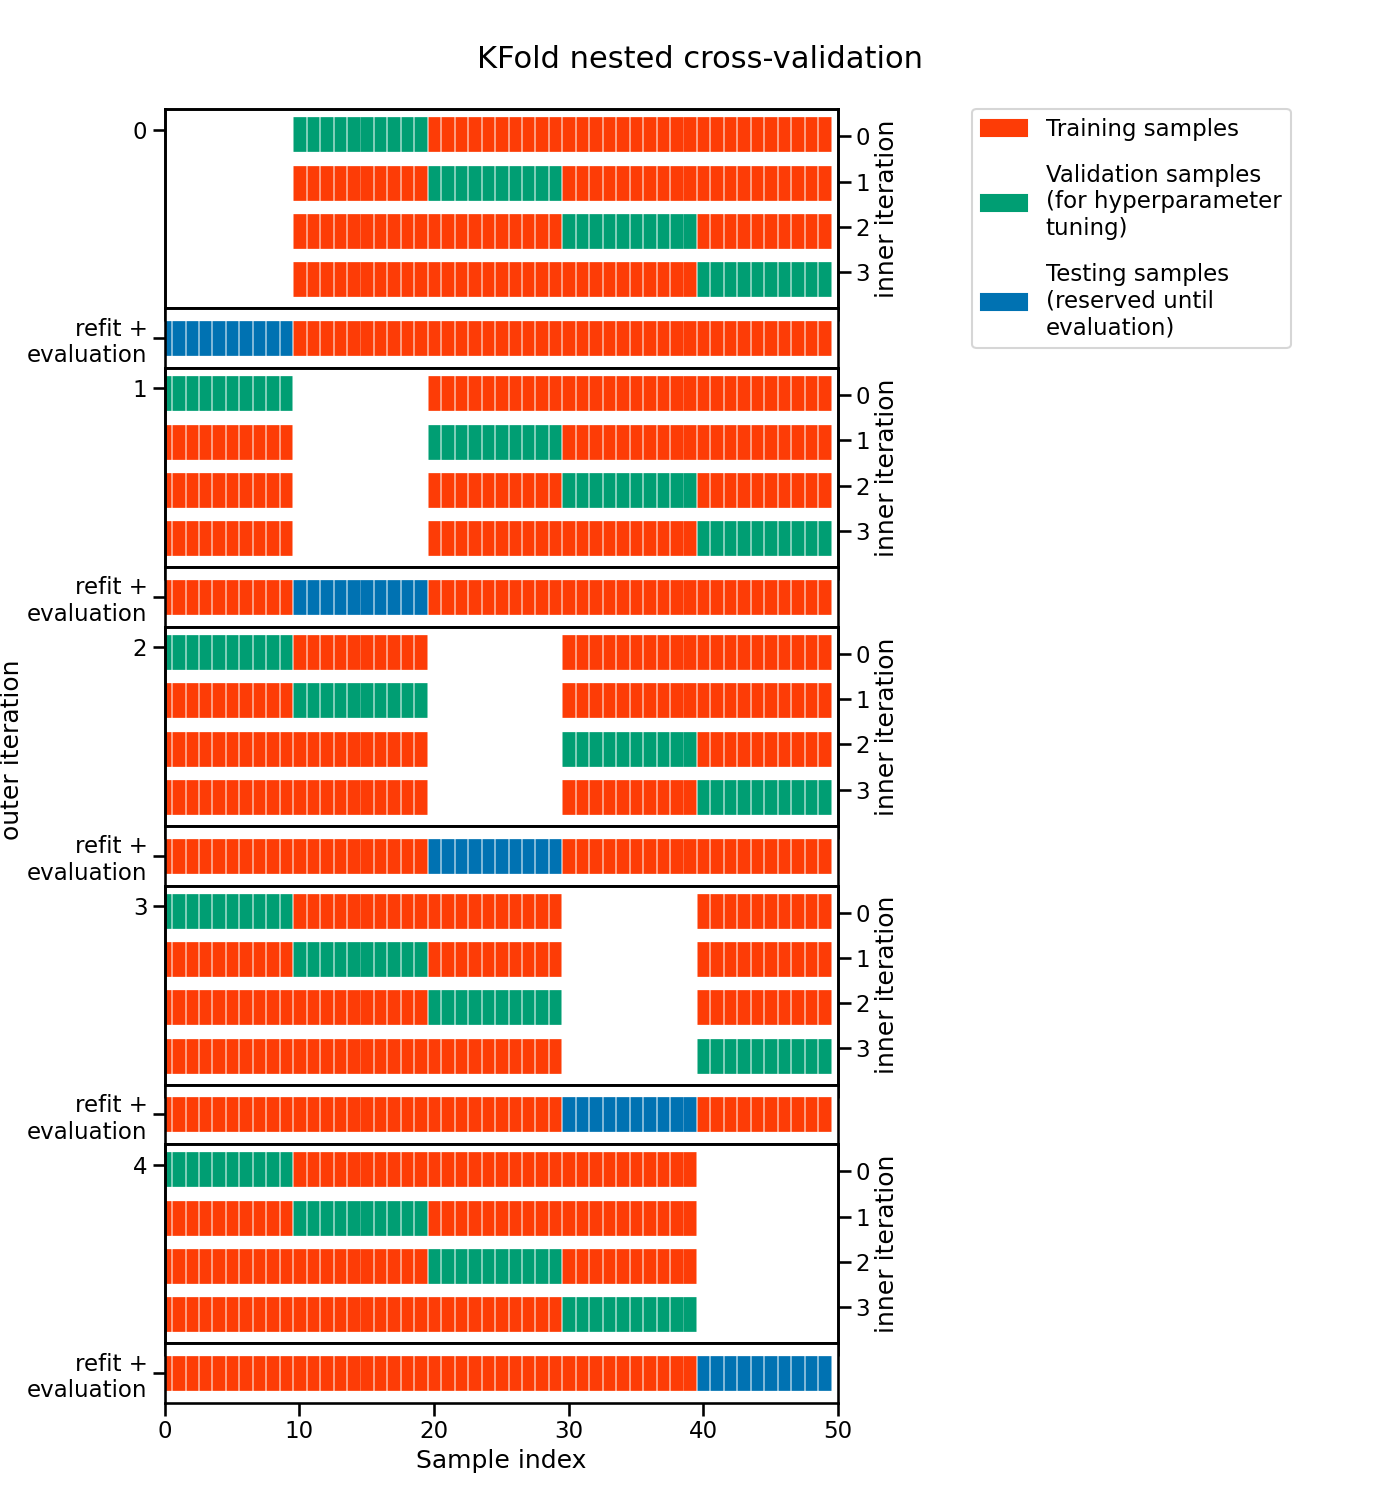 KFold nested cross-validation
Training samples
Validation samples
(for hyperparameter
tuning)
Testing samples
(reserved until
evaluation)
outer iteration
0
0
1
2
3
inner iteration
refit +
evaluation
1
0
1
2
3
inner iteration
refit +
evaluation
2
0
1
2
3
inner iteration
refit +
evaluation
3
0
1
2
3
inner iteration
refit +
evaluation
4
0
1
2
3
inner iteration
refit +
evaluation
0 10 20 30 40 50
Sample index